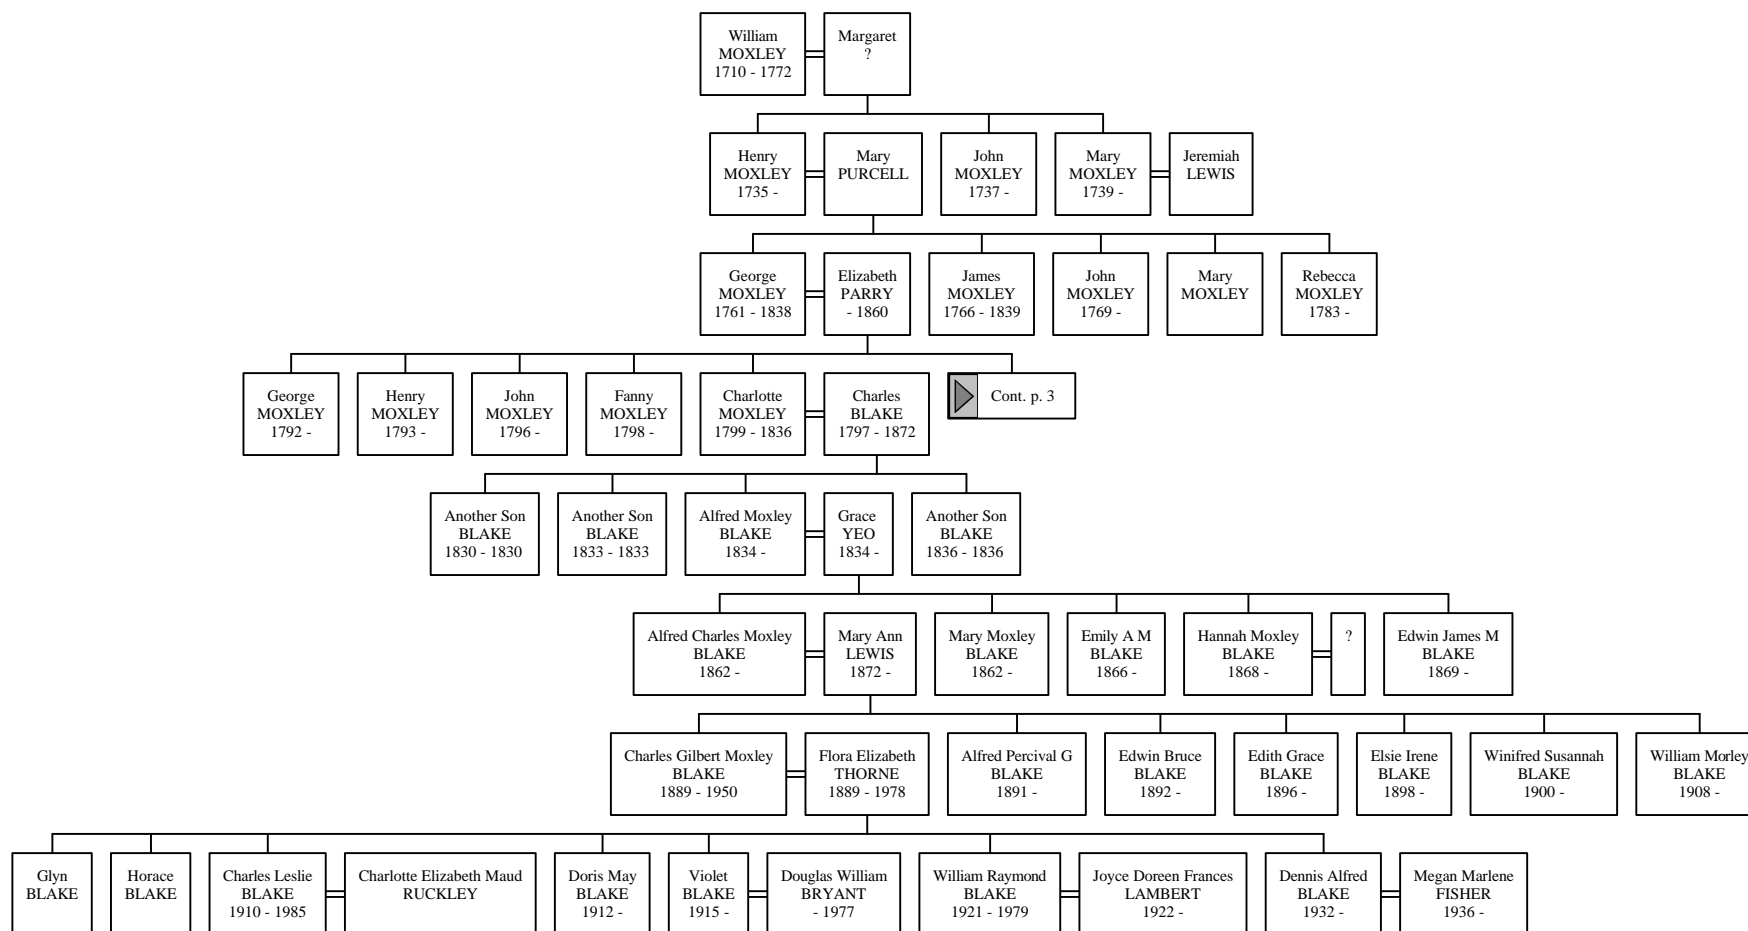 William
MOXLEY
1710 - 1772
Margaret
?
Henry
MOXLEY
1735 -
Mary
PURCELL
John
MOXLEY
1737 -
Mary
MOXLEY
1739 -
Jeremiah
LEWIS
George
MOXLEY
1761 - 1838
Elizabeth
PARRY
- 1860
James
MOXLEY
1766 - 1839
John
MOXLEY
1769 -
Mary
MOXLEY
Rebecca
MOXLEY
1783 -
George
MOXLEY
1792 -
Henry
MOXLEY
1793 -
John
MOXLEY
1796 -
Fanny
MOXLEY
1798 -
Charlotte
MOXLEY
1799 - 1836
Charles
BLAKE
1797 - 1872
Cont. p. 3
Another Son
BLAKE
1830 - 1830
Another Son
BLAKE
1833 - 1833
Alfred Moxley
BLAKE
1834 -
Grace
YEO
1834 -
Another Son
BLAKE
1836 - 1836
Alfred Charles Moxley
BLAKE
1862 -
Mary Ann
LEWIS
1872 -
Mary Moxley
BLAKE
1862 -
Emily A M
BLAKE
1866 -
Hannah Moxley
BLAKE
1868 -
?
Edwin James M
BLAKE
1869 -
Charles Gilbert Moxley
BLAKE
1889 - 1950
Flora Elizabeth
THORNE
1889 - 1978
Alfred Percival G
BLAKE
1891 -
Edwin Bruce
BLAKE
1892 -
Edith Grace
BLAKE
1896 -
Elsie Irene
BLAKE
1898 -
Winifred Susannah
BLAKE
1900 -
William Morley
BLAKE
1908 -
Glyn
BLAKE
Horace
BLAKE
Charles Leslie
BLAKE
1910 - 1985
Charlotte Elizabeth Maud
RUCKLEY
Doris May
BLAKE
1912 -
Violet
BLAKE
1915 -
Douglas William
BRYANT
- 1977
William Raymond
BLAKE
1921 - 1979
Joyce Doreen Frances
LAMBERT
1922 -
Dennis Alfred
BLAKE
1932 -
Megan Marlene
FISHER
1936 -